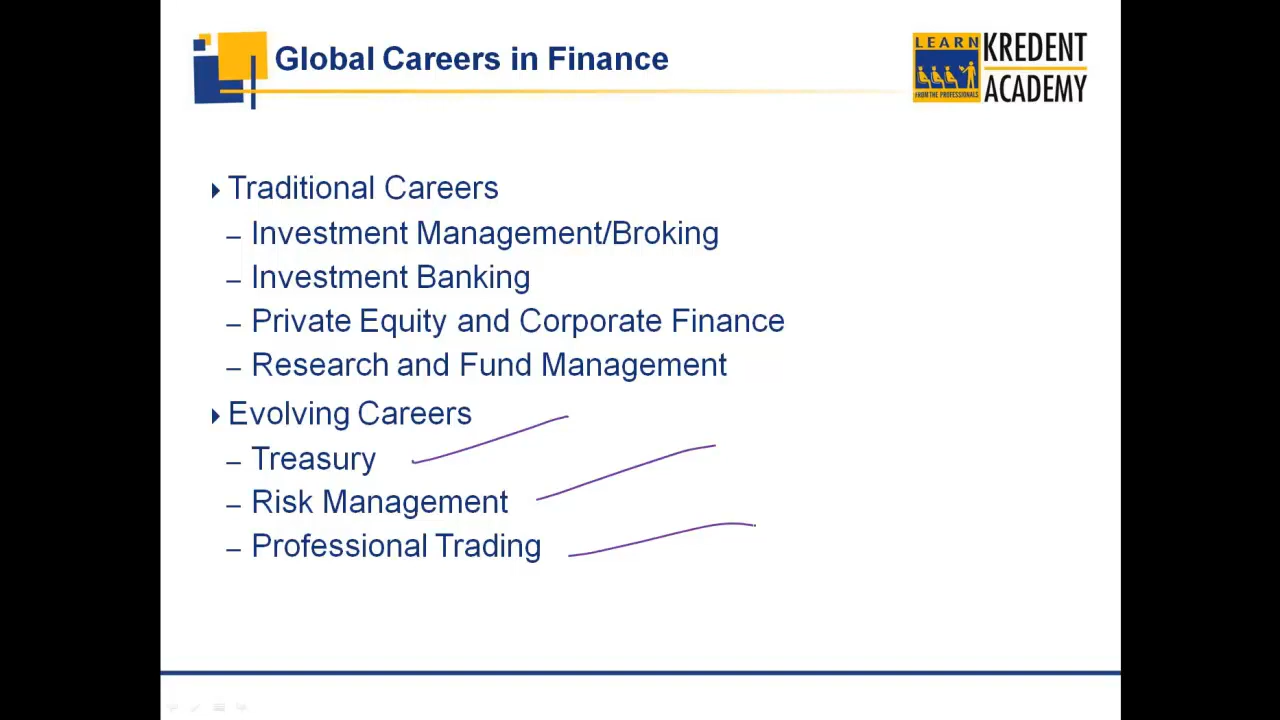 Global Careers in Finance
LEARN
FROM THE PROFESSIONALS
KREDENT
ACADEMY
Traditional Careers
– Investment Management/Broking
– Investment Banking
– Private Equity and Corporate Finance
– Research and Fund Management
Evolving Careers
– Treasury
– Risk Management
– Professional Trading